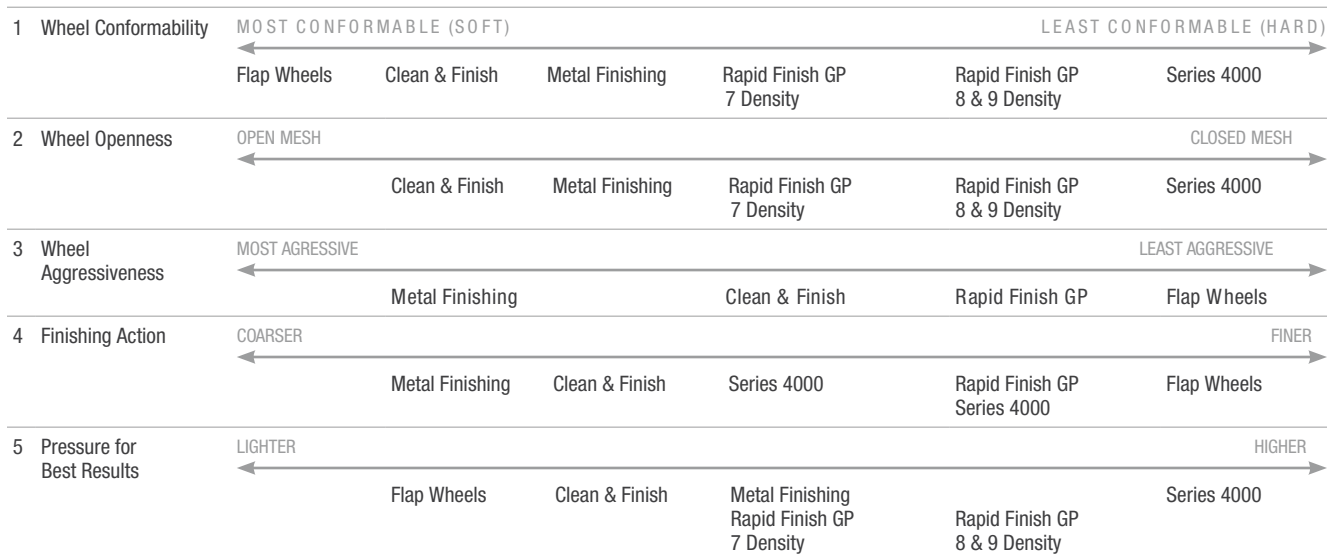 1 Wheel Conformability MOST CONFORMABLE (SOFT) LEAST CONFORMABLE (HARD)
Flap Wheels Clean & Finish Metal Finishing Rapid Finish GP Rapid Finish GP Series 4000
7 Density 8 & 9 Density
2 Wheel Openness OPEN MESH CLOSED MESH
Clean & Finish Metal Finishing Rapid Finish GP Rapid Finish GP Series 4000
7 Density 8 & 9 Density
3 Wheel MOST AGRESSIVE LEAST AGGRESSIVE
Aggressiveness
Metal Finishing Clean & Finish Rapid Finish GP Flap Wheels
4 Finishing Action COARSER FINER
Metal Finishing Clean & Finish Series 4000 Rapid Finish GP Flap Wheels
Series 4000
5 Pressure for LIGHTER HIGHER
Best Results
Flap Wheels Clean & Finish Metal Finishing Series 4000
Rapid Finish GP Rapid Finish GP
7 Density 8 & 9 Density